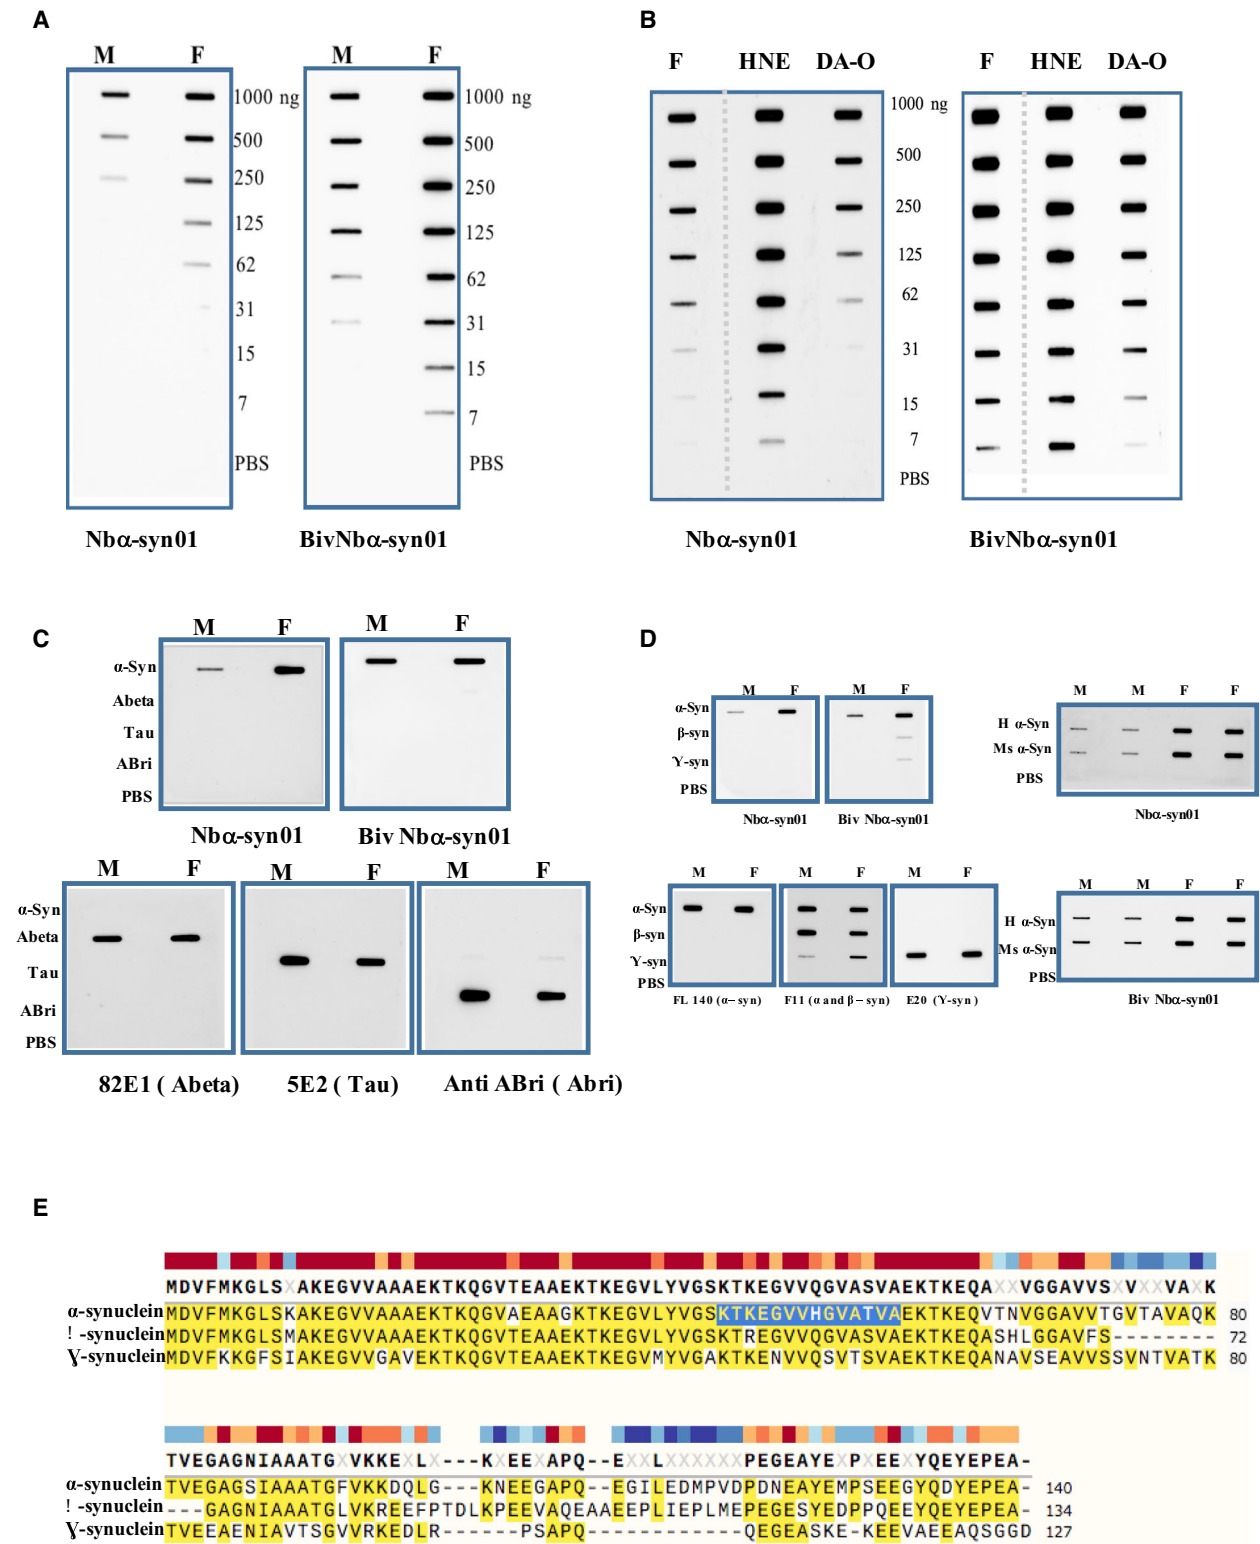 A
M F
M F
1000 ng
500
250
125
62
31
15
7
PBS
1000 ng
500
250
125
62
31
15
7
PBS
Nbα-syn01
BivNbα-syn01
B
F HNE DA-O
F HNE DA-O
1000 ng
500
250
125
62
31
15
7
PBS
Nbα-syn01
BivNbα-syn01
C
M F
M F
α-Syn
Abeta
Tau
ABri
PBS
Nbα-syn01
Biv Nbα-syn01
M F
M F
M F
α-Syn
Abeta
Tau
ABri
PBS
82E1 ( Abeta)
5E2 ( Tau)
Anti ABri ( Abri)
D
M F
M F
α-Syn
β-syn
Ɣ-syn
PBS
Nbα-syn01
Biv Nbα-syn01
M M F F
H α-Syn
Ms α-Syn
PBS
Nbα-syn01
M F
M F
M F
α-Syn
β-syn
Ɣ-syn
PBS
FL 140 (α– syn)
F11 (α and β – syn)
E20 (Ɣ-syn )
M M F F
H α-Syn
Ms α-Syn
PBS
Biv Nbα-syn01
E
MDVFMKGLSXAKEGVVAAAEKTKQGVTEAAEKTKEGVLYVGSKTKEGVVQGVASVAEKTKEQAXXVGGAVVSXVXXVAXK
α-synuclein MDVFMKGLSKAKEGVVAAAEKTKQGVAEAAGKTKEGVLYVGSKTKEGVVHGVATVAEKTKEQVTNVGGAVVTGVTAVAQK 80
! -synuclein MDVFMKGLSMAKEGVVAAAEKTKQGVTEAAEKTKEGVLYVGSKTREGVVQGVASVAEKTKEQASHLGGAVFS-------- 72
Ɣ-synuclein MDVFKKGFSIAKEGVVGAVEKTKQGVTEAAEKTKEGVMYVGAKTKENVVQSVTSVAEKTKEQANAVSEAVVSSVNTVATK 80
TVEGAGNIAAATGXVKKEXLX---KXEEXAPQ--EXXLXXXXXXPEGEAYEXPXEEXYQEYEPEA-
α-synuclein TVEGAGSIAAATGFVKKDQLG---KNEEGAPQ--EGILEDMPVDPDNEAYEMPSEEGYQDYEPEA- 140
! -synuclein ---GAGNIAAATGLVKREEFPTDLKPEEVAQEAAEEPLIEPLMEPEGESYEDPPQEEYQEYEPEA- 134
Ɣ-synuclein TVEEAENIAVTSGVVRKEDLR------PSAPQ------------QEGEASKE-KEEVAEEAQSGGD 127